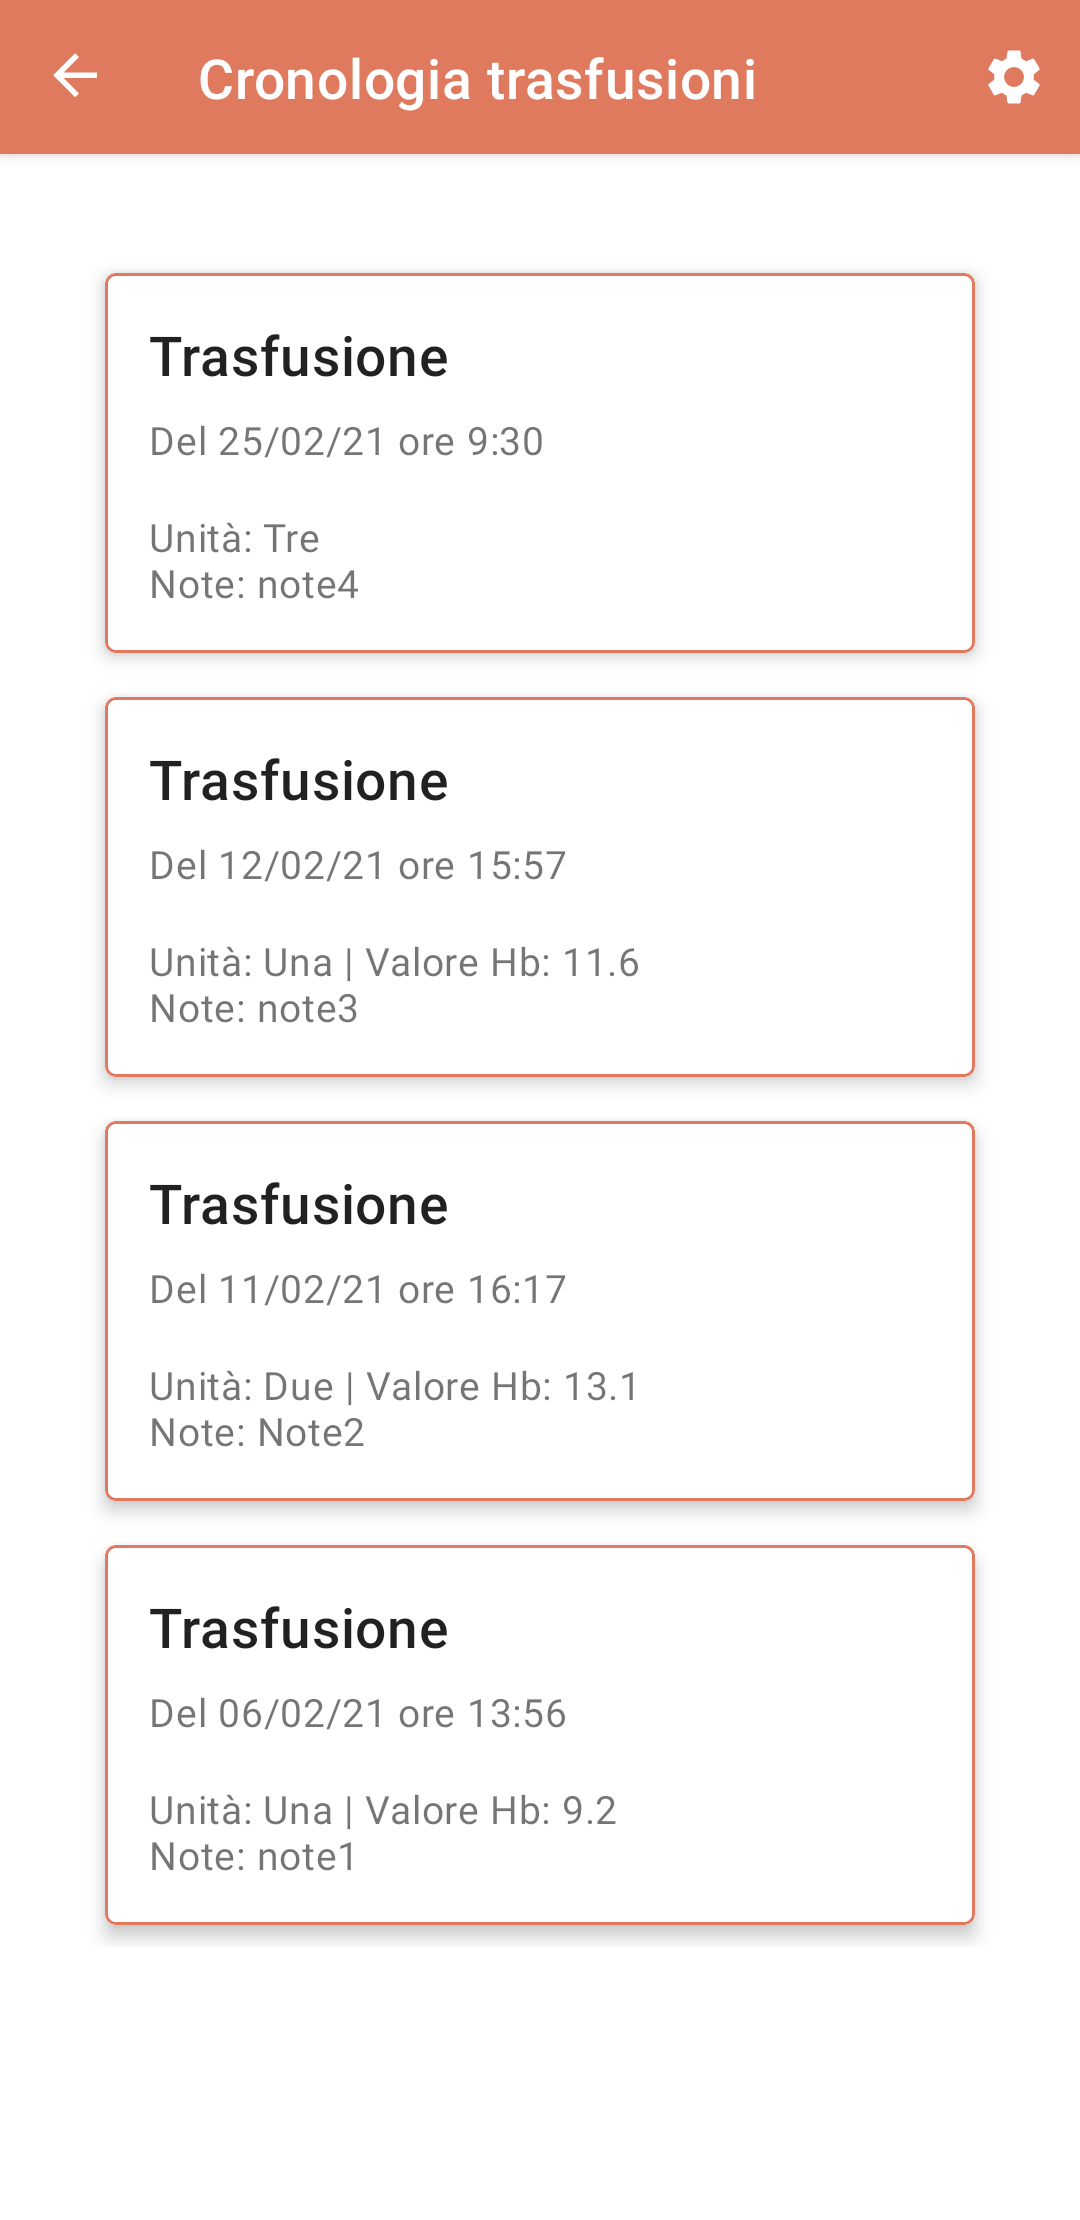 Cronologia trasfusioni
Trasfusione
Del 25/02/21 ore 9:30
Unità: Tre
Note: note4
Trasfusione
Del 12/02/21 ore 15:57
Unità: Una | Valore Hb: 11.6
Note: note3
Trasfusione
Del 11/02/21 ore 16:17
Unità: Due | Valore Hb: 13.1
Note: Note2
Trasfusione
Del 06/02/21 ore 13:56
Unità: Una | Valore Hb: 9.2
Note: note1